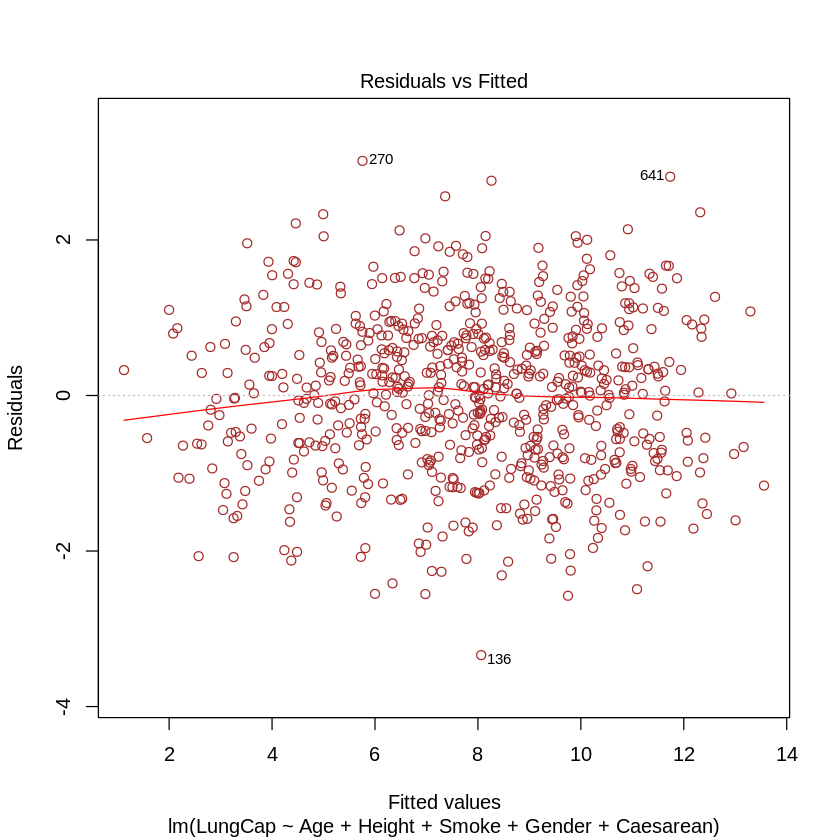 Residuals vs Fitted
270
641
136
Residuals
2
0
-2
-4
2 4 6 8 10 12 14
Fitted values
lm(LungCap ~ Age + Height + Smoke + Gender + Caesarean)